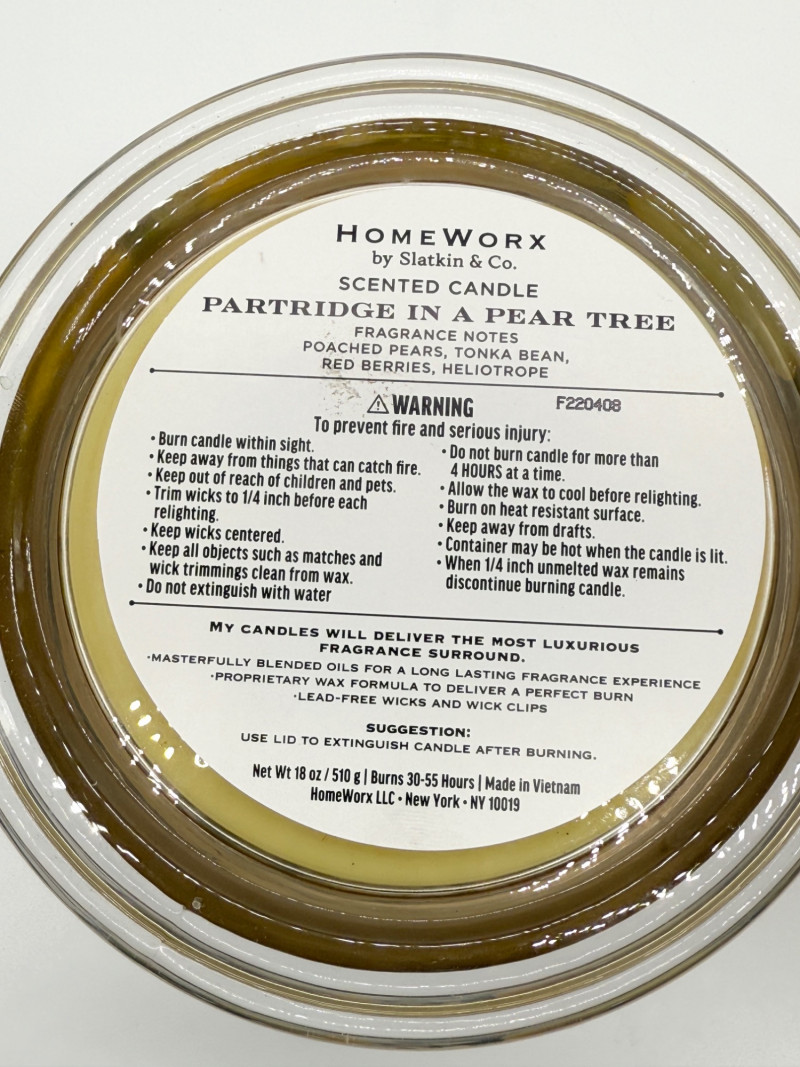 HOMEWORX
by Slatkin & Co.
SCENTED CANDLE
PARTRIDGE IN A PEAR TREE
FRAGRANCE NOTES
POACHED PEARS, TONKA BEAN,
RED BERRIES, HELIOTROPE
⚠WARNING
F220408
To prevent fire and serious injury:
• Burn candle within sight.
• Keep away from things that can catch fire.
• Keep out of reach of children and pets.
• Trim wicks to 1/4 inch before each
relighting.
• Keep wicks centered.
• Keep all objects such as matches and
wick trimmings clean from wax.
• Do not extinguish with water
• Do not burn candle for more than
4 HOURS at a time.
• Allow the wax to cool before relighting.
• Burn on heat resistant surface.
• Keep away from drafts.
• Container may be hot when the candle is lit.
• When 1/4 inch unmelted wax remains
discontinue burning candle.
MY CANDLES WILL DELIVER THE MOST LUXURIOUS
FRAGRANCE SURROUND.
•MASTERFULLY BLENDED OILS FOR A LONG LASTING FRAGRANCE EXPERIENCE
•PROPRIETARY WAX FORMULA TO DELIVER A PERFECT BURN
•LEAD-FREE WICKS AND WICK CLIPS
SUGGESTION:
USE LID TO EXTINGUISH CANDLE AFTER BURNING.
Net Wt 18 oz / 510 g | Burns 30-55 Hours | Made in Vietnam
HomeWorx LLC • New York • NY 10019